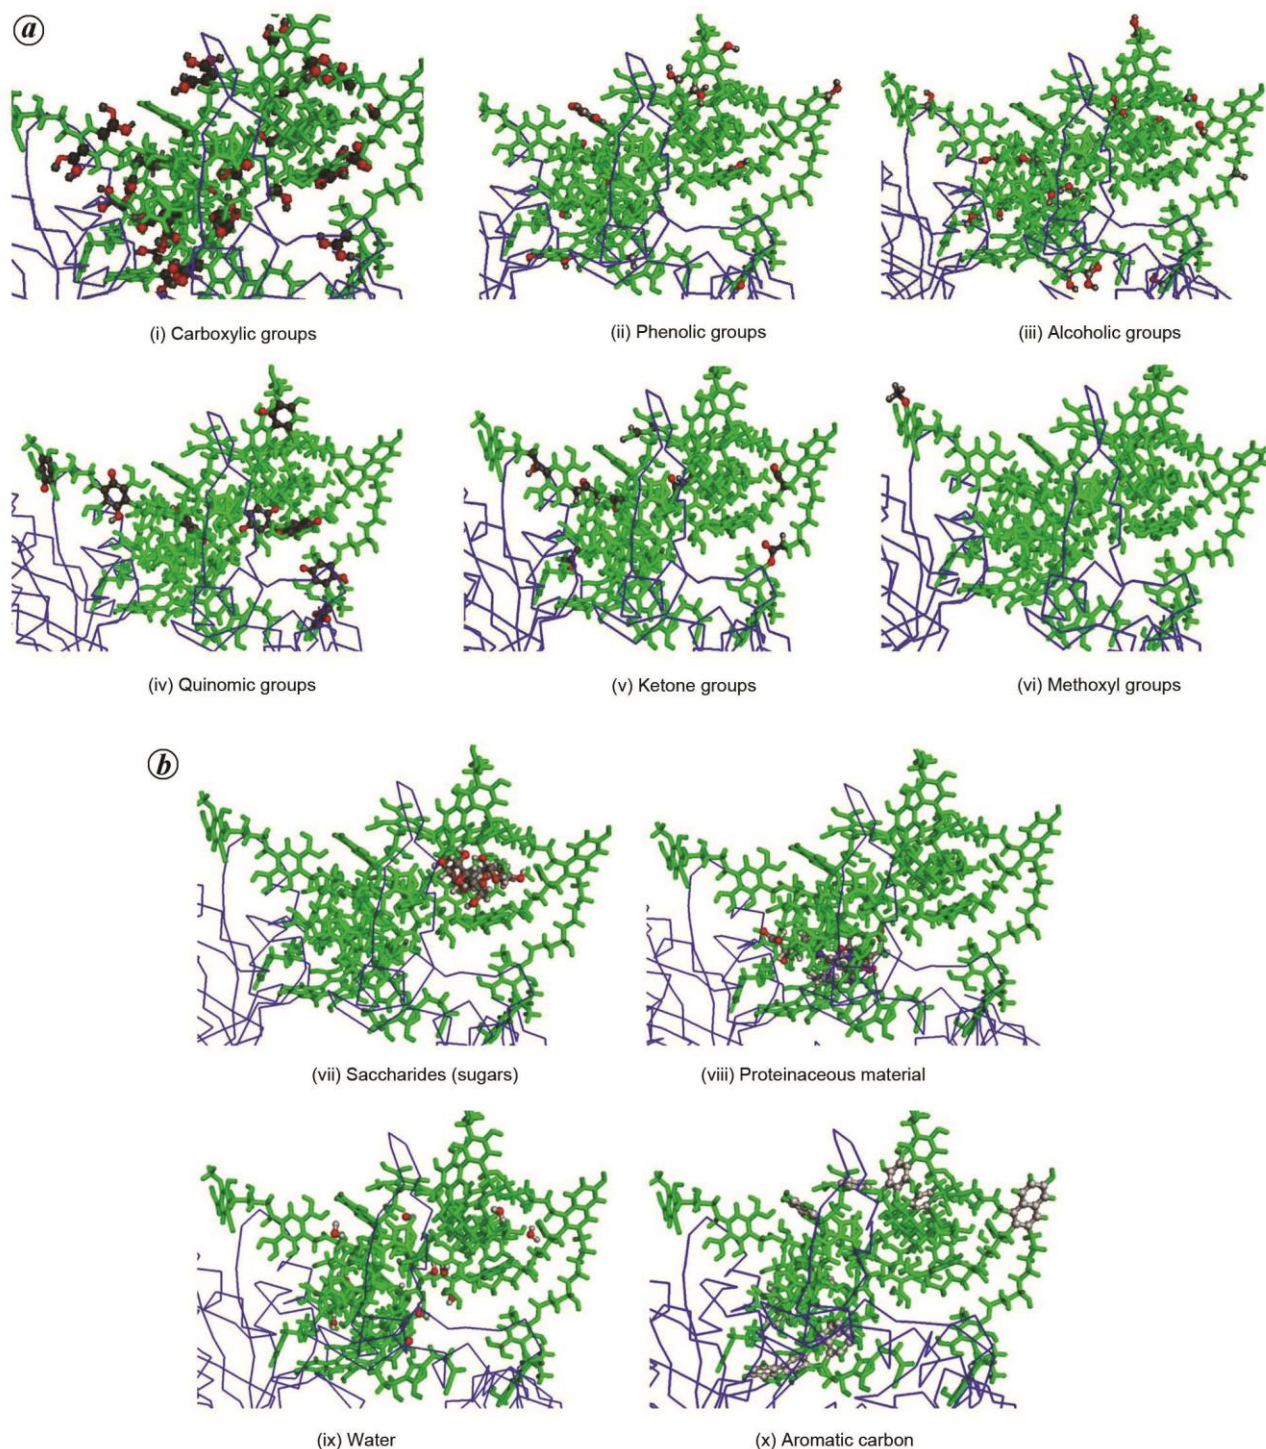 a
(i) Carboxylic groups
(ii) Phenolic groups
(iii) Alcoholic groups
(iv) Quinomic groups
(v) Ketone groups
(vi) Methoxyl groups
b
(vii) Saccharides (sugars)
(viii) Proteinaceous material
(ix) Water
(x) Aromatic carbon